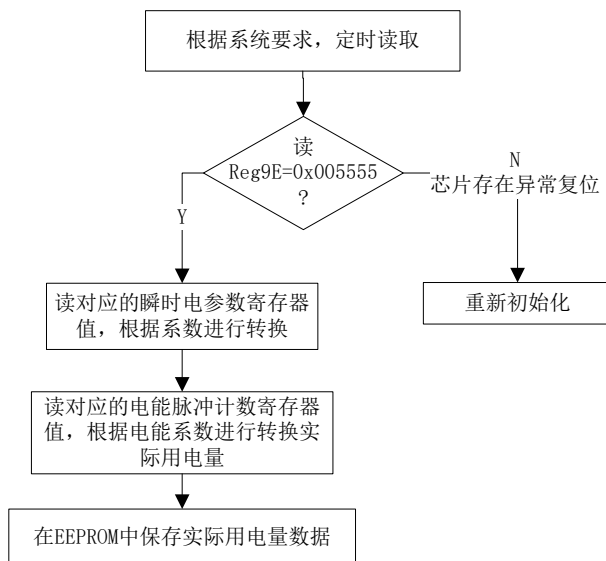 根据系统要求，定时读取
读
Reg9E=0x005555
?
N
芯片存在异常复位
Y
读对应的瞬时电参数寄存器
值，根据系数进行转换
重新初始化
读对应的电能脉冲计数寄存器
值，根据电能系数进行转换实
际用电量
在EEPROM中保存实际用电量数据